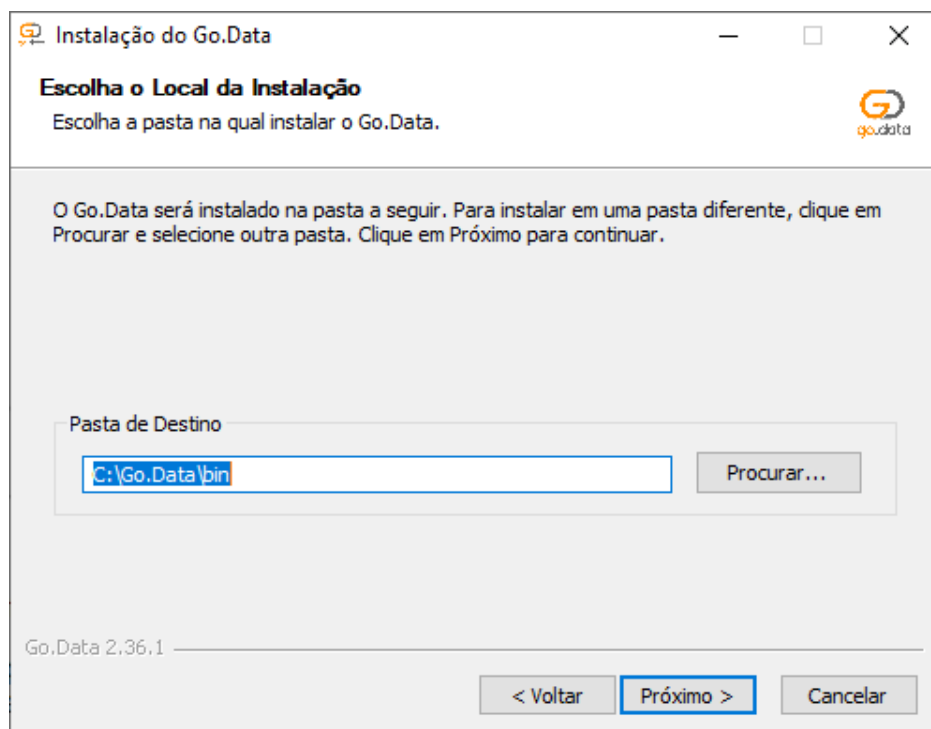 Instalação do Go.Data
Escolha o Local da Instalação
Escolha a pasta na qual instalar o Go.Data.
go.data
O Go.Data será instalado na pasta a seguir. Para instalar em uma pasta diferente, clique em
Procurar e selecione outra pasta. Clique em Próximo para continuar.
Pasta de Destino
C:\Go.Data\bin
Procurar...
Go.Data 2.36.1
< Voltar
Próximo >
Cancelar